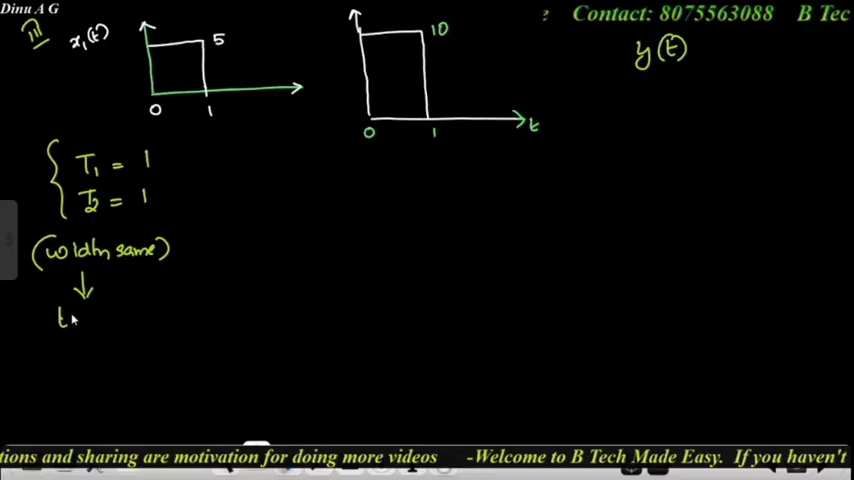 Dinu A G
? Contact: 8075563088 B Tec
III
x₁(t)
5
0 1
10
0 1 t
y(t)
T₁ = 1
T₂ = 1
(width same)
t
tions and sharing are motivation for doing more videos -Welcome to B Tech Made Easy. If you haven't